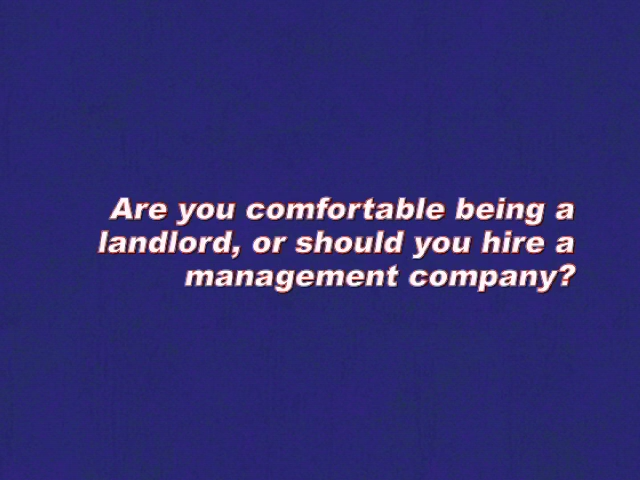 Are you comfortable being a
landlord, or should you hire a
management company?